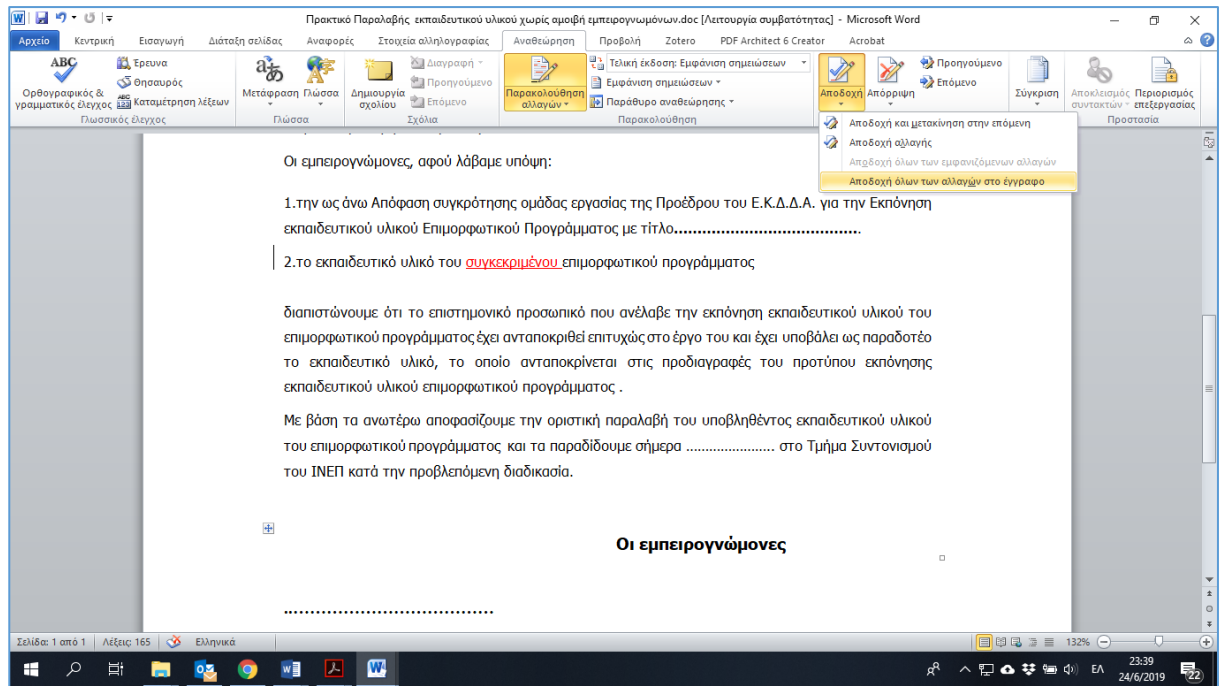 Πρακτικό Παραλαβής εκπαιδευτικού υλικού χωρίς αμοιβή εμπειρογνωμόνων.doc [Λειτουργία συμβατότητας] - Microsoft Word
Αρχείο Κεντρική Εισαγωγή Διάταξη σελίδας Αναφορές Στοιχεία αλληλογραφίας Αναθεώρηση Προβολή Zotero PDF Architect 6 Creator Acrobat
ABC Ορθογραφικός & γραμματικός έλεγχος
Έρευνα
Θησαυρός
ABC 123 Καταμέτρηση λέξεων
Μετάφραση Γλώσσα
Δημιουργία σχολίου
Διαγραφή
Προηγούμενο
Επόμενο
Παρακολούθηση αλλαγών
Τελική έκδοση: Εμφάνιση σημειώσεων
Εμφάνιση σημειώσεων
Παράθυρο αναθεώρησης
Αποδοχή Απόρριψη
Προηγούμενο
Επόμενο
Σύγκριση
Αποκλεισμός συντακτών
Περιορισμός επεξεργασίας
Γλωσσικός έλεγχος Γλώσσα Σχόλια Παρακολούθηση Προστασία
Αποδοχή και μετακίνηση στην επόμενη
Αποδοχή αλλαγής
Αποδοχή όλων των εμφανιζόμενων αλλαγών
Αποδοχή όλων των αλλαγών στο έγγραφο
Οι εμπειρογνώμονες, αφού λάβαμε υπόψη:
1.την ως άνω Απόφαση συγκρότησης ομάδας εργασίας της Προέδρου του Ε.Κ.Δ.Δ.Α. για την Εκπόνηση
εκπαιδευτικού υλικού Επιμορφωτικού Προγράμματος με τίτλο.........................................
2.το εκπαιδευτικό υλικό του συγκεκριμένου επιμορφωτικού προγράμματος
διαπιστώνουμε ότι το επιστημονικό προσωπικό που ανέλαβε την εκπόνηση εκπαιδευτικού υλικού του
επιμορφωτικού προγράμματος έχει ανταποκριθεί επιτυχώς στο έργο του και έχει υποβάλει ως παραδοτέο
το εκπαιδευτικό υλικό, το οποίο ανταποκρίνεται στις προδιαγραφές του προτύπου εκπόνησης
εκπαιδευτικού υλικού επιμορφωτικού προγράμματος .
Με βάση τα ανωτέρω αποφασίζουμε την οριστική παραλαβή του υποβληθέντος εκπαιδευτικού υλικού
του επιμορφωτικού προγράμματος και τα παραδίδουμε σήμερα ....................... στο Τμήμα Συντονισμού
του ΙΝΕΠ κατά την προβλεπόμενη διαδικασία.
Οι εμπειρογνώμονες
.....................................
Σελίδα: 1 από 1 Λέξεις: 165 Ελληνικά 132%
ΕΛ 23:39
24/6/2019 22